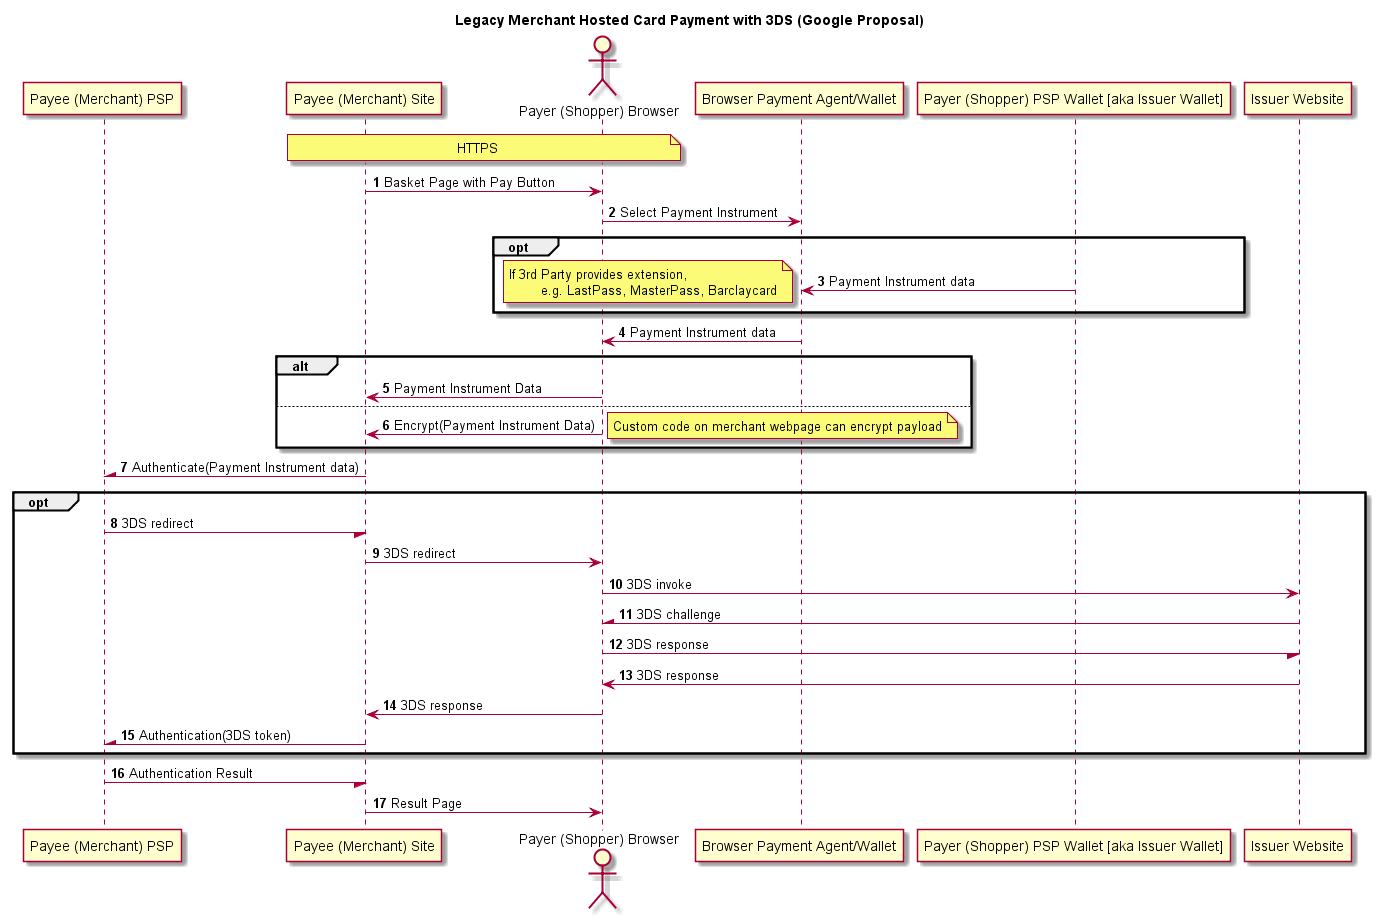 Legacy Merchant Hosted Card Payment with 3DS (Google Proposal)
Payee (Merchant) PSP
Payee (Merchant) Site
Payer (Shopper) Browser
Browser Payment Agent/Wallet
Payer (Shopper) PSP Wallet [aka Issuer Wallet]
Issuer Website
HTTPS
1 Basket Page with Pay Button
2 Select Payment Instrument
opt
If 3rd Party provides extension,
e.g. LastPass, MasterPass, Barclaycard
3 Payment Instrument data
4 Payment Instrument data
alt
5 Payment Instrument Data
6 Encrypt(Payment Instrument Data)
Custom code on merchant webpage can encrypt payload
7 Authenticate(Payment Instrument data)
opt
8 3DS redirect
9 3DS redirect
10 3DS invoke
11 3DS challenge
12 3DS response
13 3DS response
14 3DS response
15 Authentication(3DS token)
16 Authentication Result
17 Result Page
Payee (Merchant) PSP
Payee (Merchant) Site
Payer (Shopper) Browser
Browser Payment Agent/Wallet
Payer (Shopper) PSP Wallet [aka Issuer Wallet]
Issuer Website